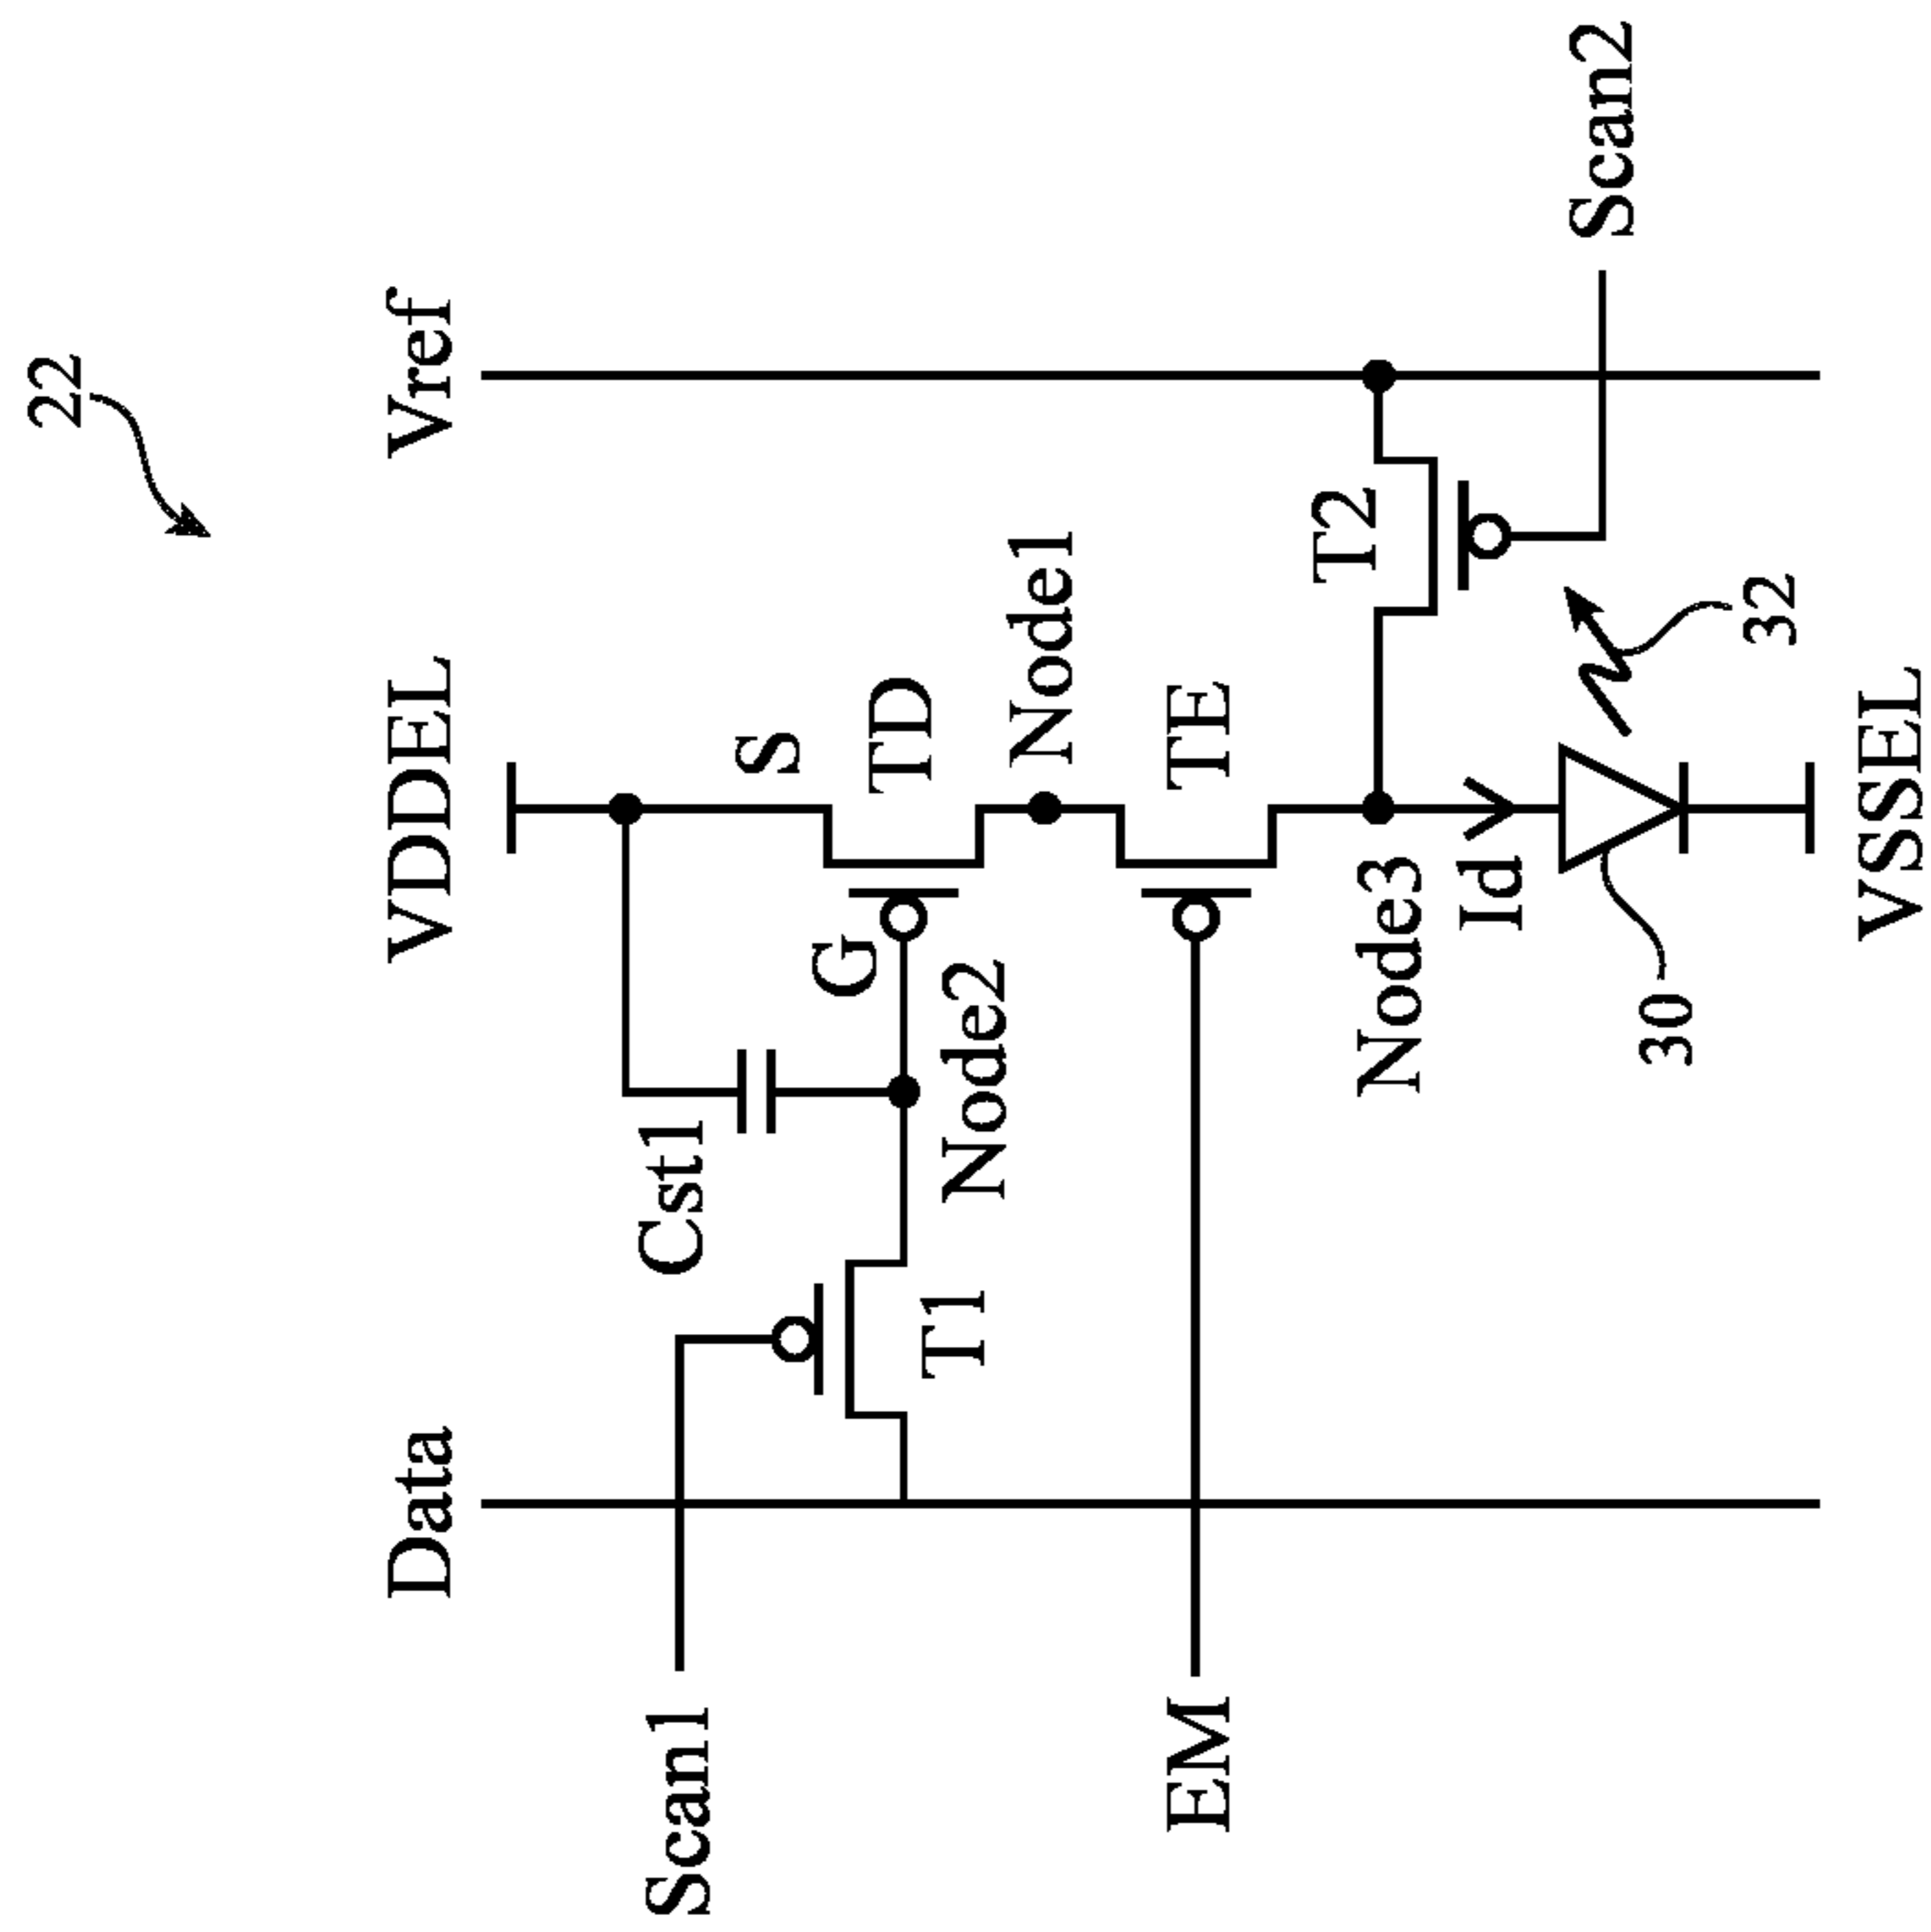 22
Data
VDDEL
Vref
Scan1
Cst1
S
G
TD
T1
Node2
Node1
EM
TE
T2
Node3
Id
Scan2
30
32
VSSEL